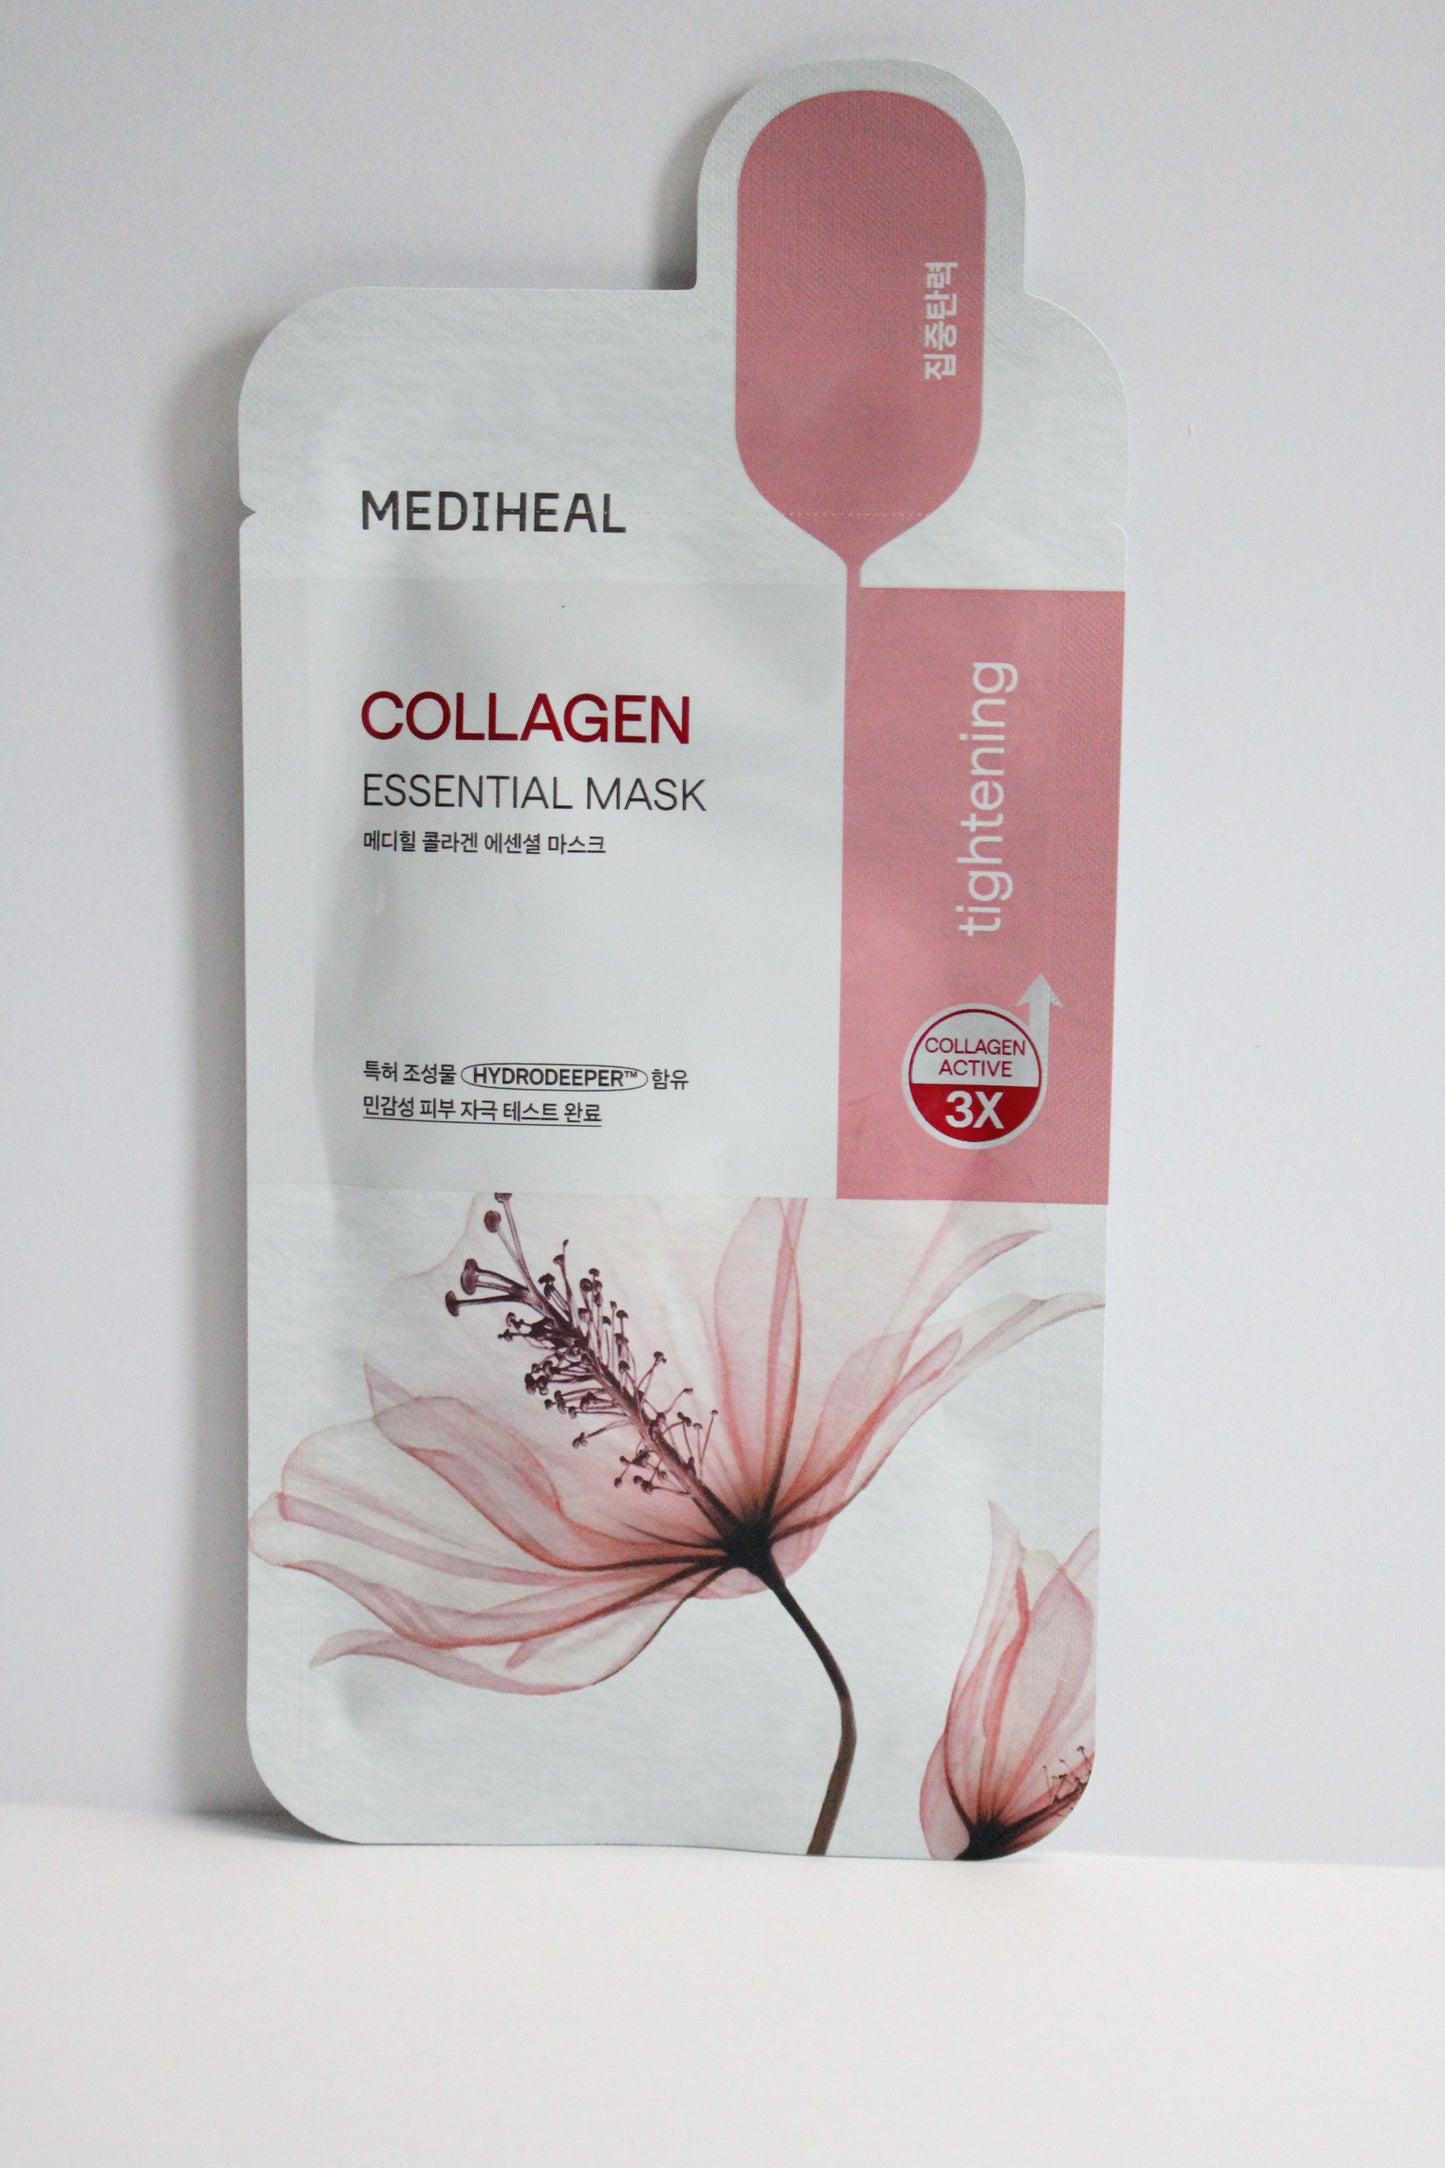 집중탄력
MEDIHEAL
COLLAGEN
ESSENTIAL MASK
메디힐 콜라겐 에센셜 마스크
tightening
COLLAGEN
ACTIVE
3X
특허 조성물 HYDRODEEPER™ 함유
민감성 피부 자극 테스트 완료